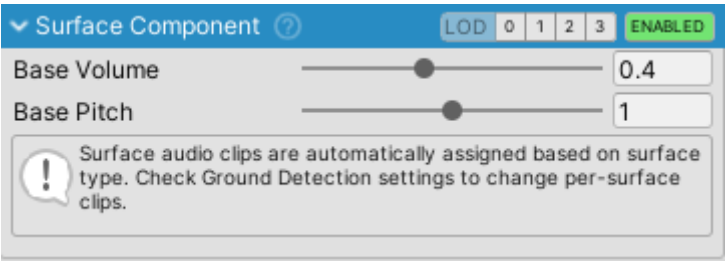 Surface Component ?
LOD 0 1 2 3 ENABLED
Base Volume 0.4
Base Pitch 1
Surface audio clips are automatically assigned based on surface
type. Check Ground Detection settings to change per-surface
clips.